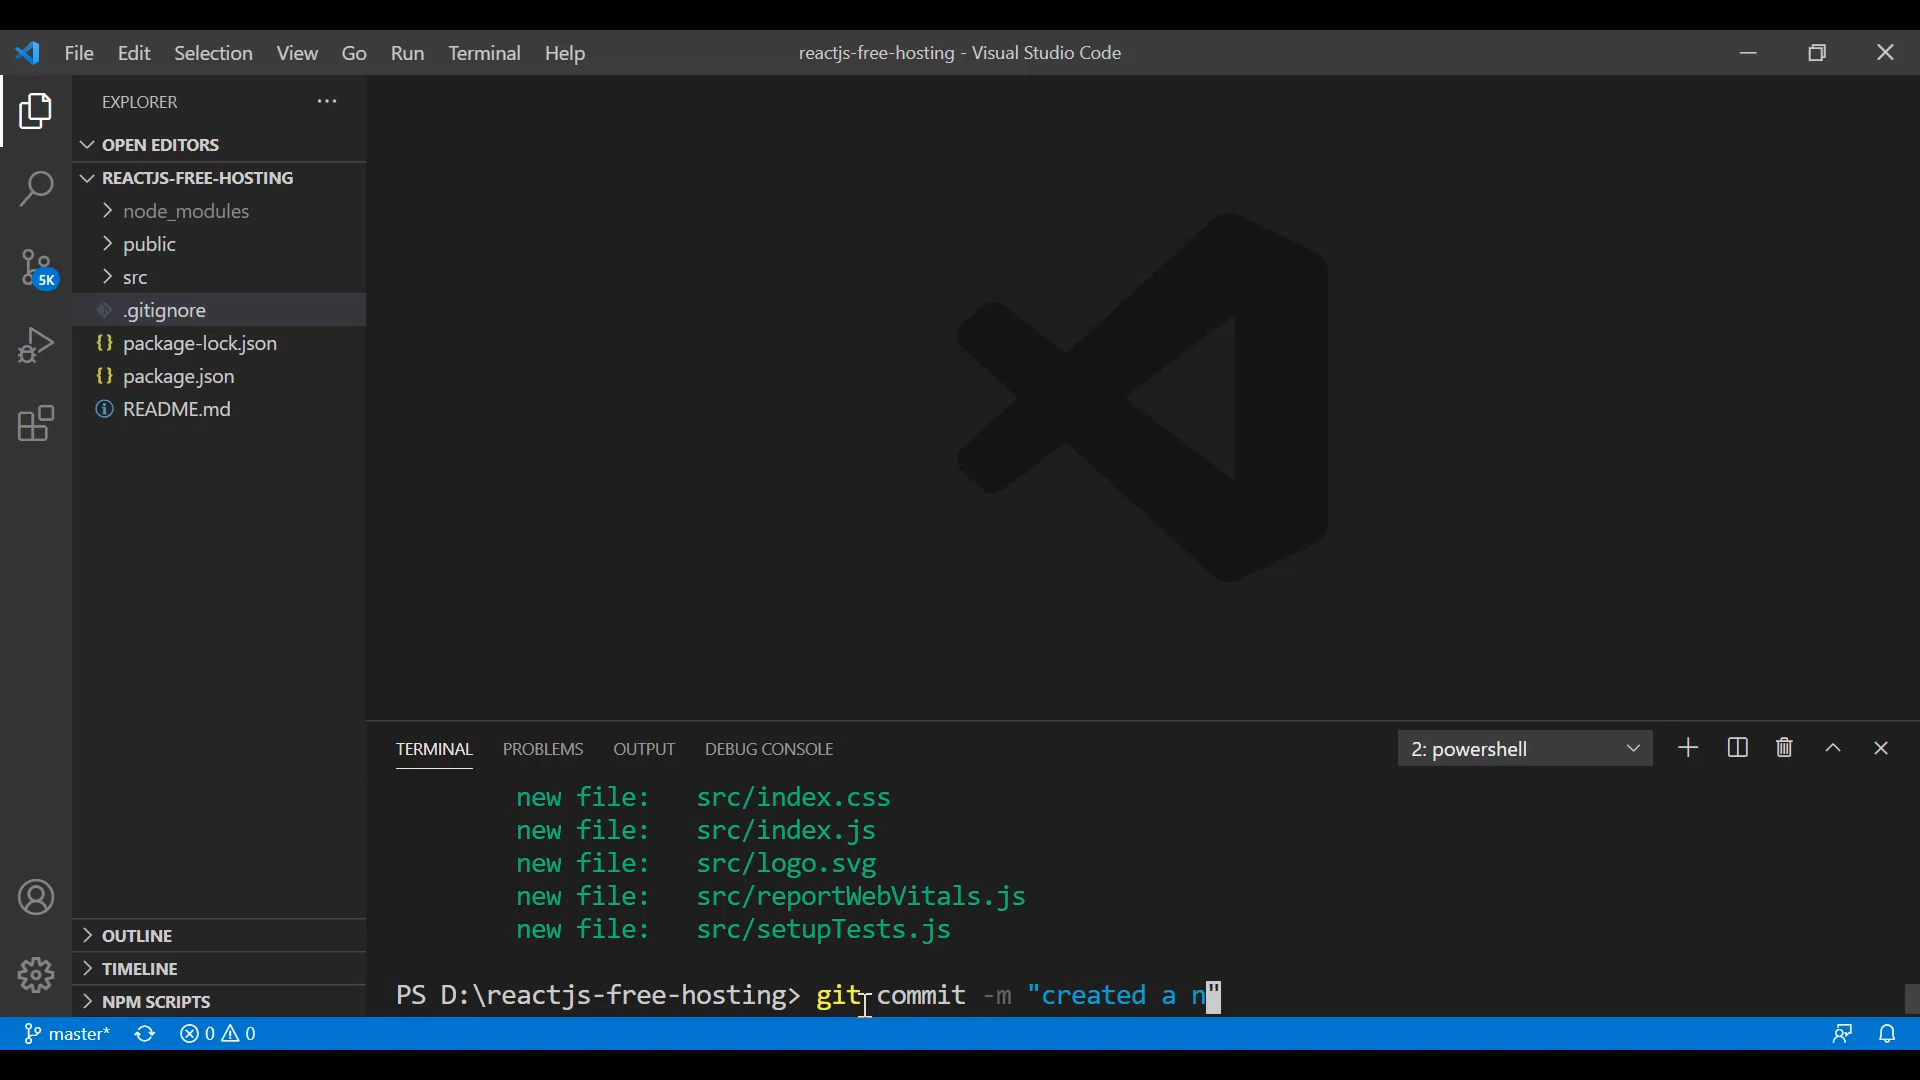 File Edit Selection View Go Run Terminal Help
reactjs-free-hosting - Visual Studio Code
EXPLORER
OPEN EDITORS
REACTJS-FREE-HOSTING
node_modules
public
src
.gitignore
package-lock.json
package.json
README.md
5K
OUTLINE
TIMELINE
NPM SCRIPTS
TERMINAL PROBLEMS OUTPUT DEBUG CONSOLE
2: powershell
new file: src/index.css
new file: src/index.js
new file: src/logo.svg
new file: src/reportWebVitals.js
new file: src/setupTests.js
PS D:\reactjs-free-hosting> git commit -m "created a n"
master* 0 0